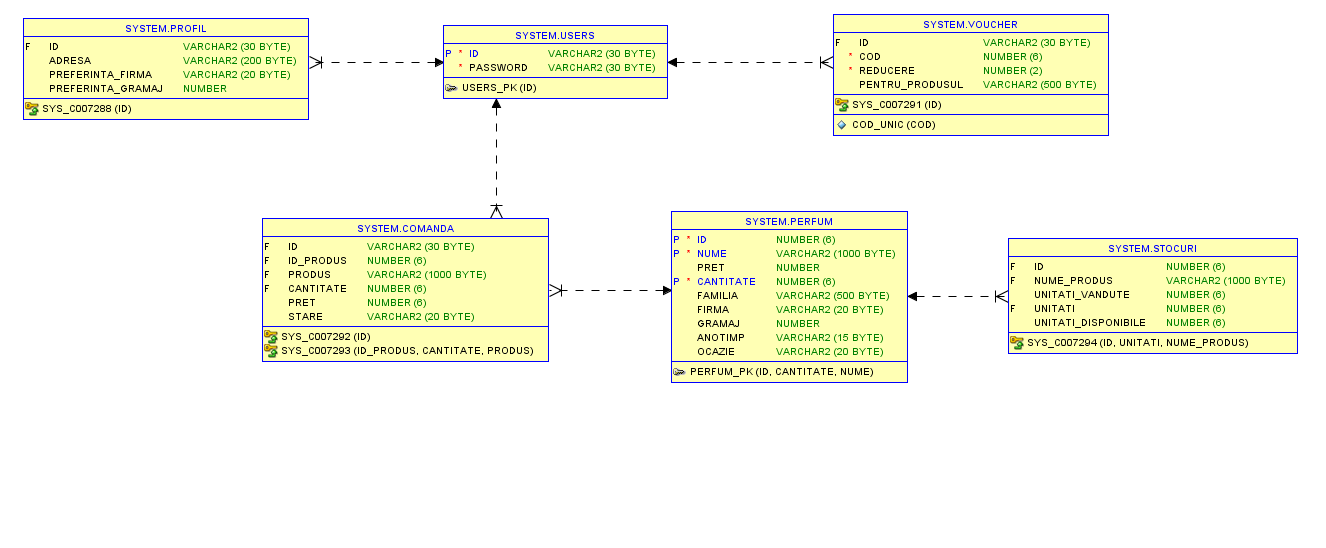 SYSTEM.PROFIL
F ID VARCHAR2 (30 BYTE)
ADRESA VARCHAR2 (200 BYTE)
PREFERINTA_FIRMA VARCHAR2 (20 BYTE)
PREFERINTA_GRAMAJ NUMBER
SYS_C007288 (ID)
SYSTEM.USERS
P * ID VARCHAR2 (30 BYTE)
* PASSWORD VARCHAR2 (30 BYTE)
USERS_PK (ID)
SYSTEM.VOUCHER
F ID VARCHAR2 (30 BYTE)
* COD NUMBER (6)
* REDUCERE NUMBER (2)
PENTRU_PRODUSUL VARCHAR2 (500 BYTE)
SYS_C007291 (ID)
COD_UNIC (COD)
SYSTEM.COMANDA
F ID VARCHAR2 (30 BYTE)
F ID_PRODUS NUMBER (6)
F PRODUS VARCHAR2 (1000 BYTE)
F CANTITATE NUMBER (6)
PRET NUMBER (6)
STARE VARCHAR2 (20 BYTE)
SYS_C007292 (ID)
SYS_C007293 (ID_PRODUS, CANTITATE, PRODUS)
SYSTEM.PERFUM
P * ID NUMBER (6)
P * NUME VARCHAR2 (1000 BYTE)
PRET NUMBER
P * CANTITATE NUMBER (6)
FAMILIA VARCHAR2 (500 BYTE)
FIRMA VARCHAR2 (20 BYTE)
GRAMAJ NUMBER
ANOTIMP VARCHAR2 (15 BYTE)
OCAZIE VARCHAR2 (20 BYTE)
PERFUM_PK (ID, CANTITATE, NUME)
SYSTEM.STOCURI
F ID NUMBER (6)
F NUME_PRODUS VARCHAR2 (1000 BYTE)
UNITATI_VANDUTE NUMBER (6)
F UNITATI NUMBER (6)
UNITATI_DISPONIBILE NUMBER (6)
SYS_C007294 (ID, UNITATI, NUME_PRODUS)